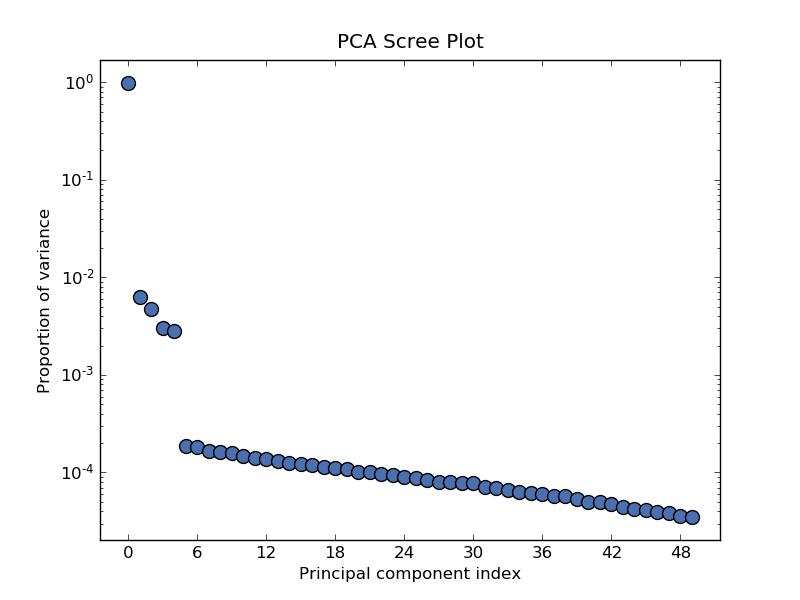 PCA Scree Plot
Proportion of variance
10^0
10^-1
10^-2
10^-3
10^-4
0 6 12 18 24 30 36 42 48
Principal component index